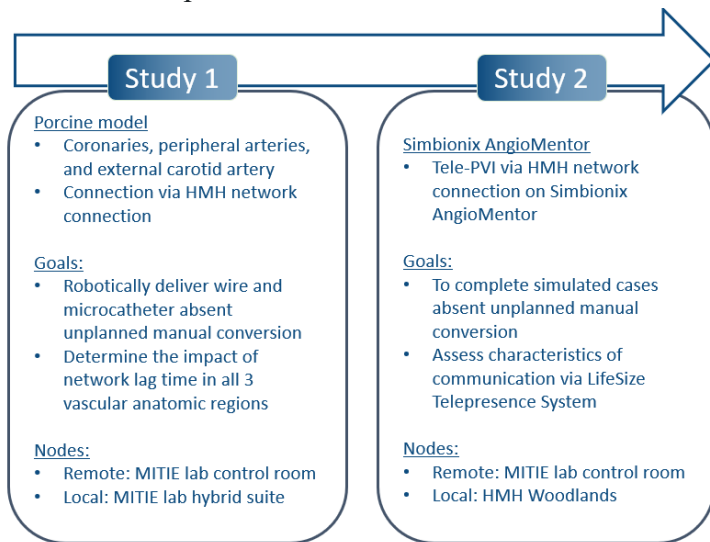 Study 1
Porcine model
• Coronaries, peripheral arteries,
and external carotid artery
• Connection via HMH network
connection
Goals:
• Robotically deliver wire and
microcatheter absent
unplanned manual conversion
• Determine the impact of
network lag time in all 3
vascular anatomic regions
Nodes:
• Remote: MITIE lab control room
• Local: MITIE lab hybrid suite
Study 2
Simbionix AngioMentor
• Tele-PVI via HMH network
connection on Simbionix
AngioMentor
Goals:
• To complete simulated cases
absent unplanned manual
conversion
• Assess characteristics of
communication via LifeSize
Telepresence System
Nodes:
• Remote: MITIE lab control room
• Local: HMH Woodlands